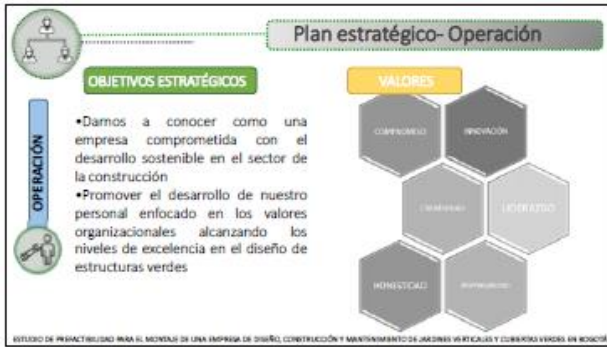 Plan estratégico- Operación
OBJETIVOS ESTRATÉGICOS
VALORES
OPERACIÓN
•Darnos a conocer como una
empresa comprometida con el
desarrollo sostenible en el sector de
la construcción
•Promover el desarrollo de nuestro
personal enfocado en los valores
organizacionales alcanzando los
niveles de excelencia en el diseño de
estructuras verdes
COMPROMISO
INNOVACIÓN
LIDERAZGO
HONESTIDAD
ESTUDIO DE PREFACTIBILIDAD PARA EL MONTAJE DE UNA EMPRESA DE DISEÑO, CONSTRUCCIÓN Y MANTENIMIENTO DE JARDINES VERTICALES Y CUBIERTAS VERDES EN BOGOTÁ